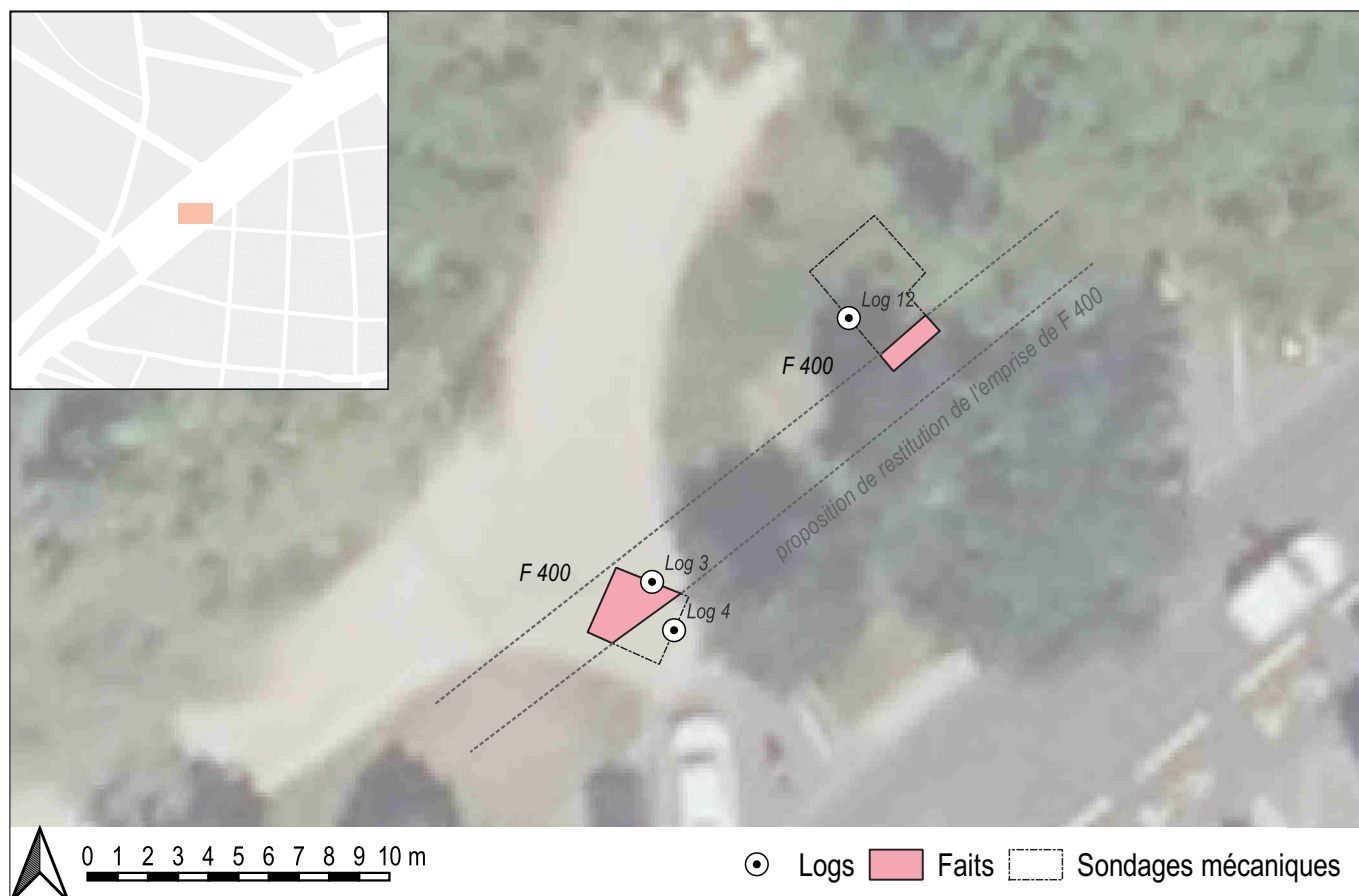 Log 12
F 400
proposition de restitution de l'emprise de F 400
F 400
Log 3
Log 4
0 1 2 3 4 5 6 7 8 9 10 m
Logs Faits Sondages mécaniques